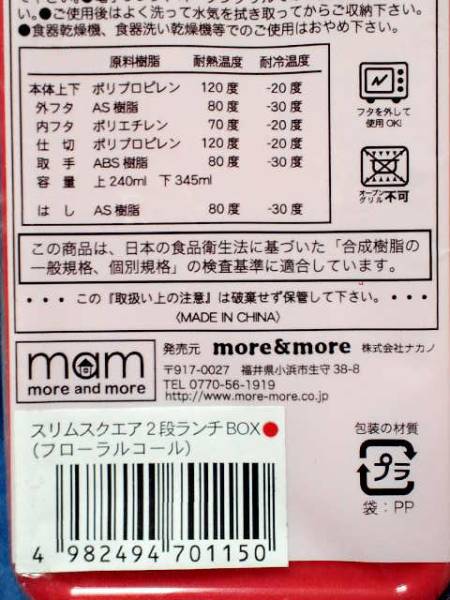 い。●ご使用後はよく洗って水気を拭き取ってからご収納下さい。
●食器乾燥機、食器洗い乾燥機等でのご使用はおやめ下さい。
原料樹脂 耐熱温度 耐冷温度
本体上下 ポリプロピレン 120度 -20度
外フタ AS樹脂 80度 -30度
内フタ ポリエチレン 70度 -20度
仕切 ポリプロピレン 120度 -20度
取手 ABS樹脂 80度 -30度
容量 上240ml 下345ml
はし AS樹脂 80度 -30度
フタを外して
使用OK!
オーブン
グリル 不可
この商品は、日本の食品衛生法に基づいた「合成樹脂の
一般規格、個別規格」の検査基準に適合しています。
・・・この『取扱い上の注意』は破棄せず保管して下さい。・・・
〈MADE IN CHINA〉
mam
more and more
発売元 more&more 株式会社ナカノ
〒917-0027 福井県小浜市生守38-8
TEL 0770-56-1919
http://www.more-more.co.jp
スリムスクエア2段ランチBOX●
(フローラルコール)
4 982494 701150
包装の材質
プラ
袋:PP